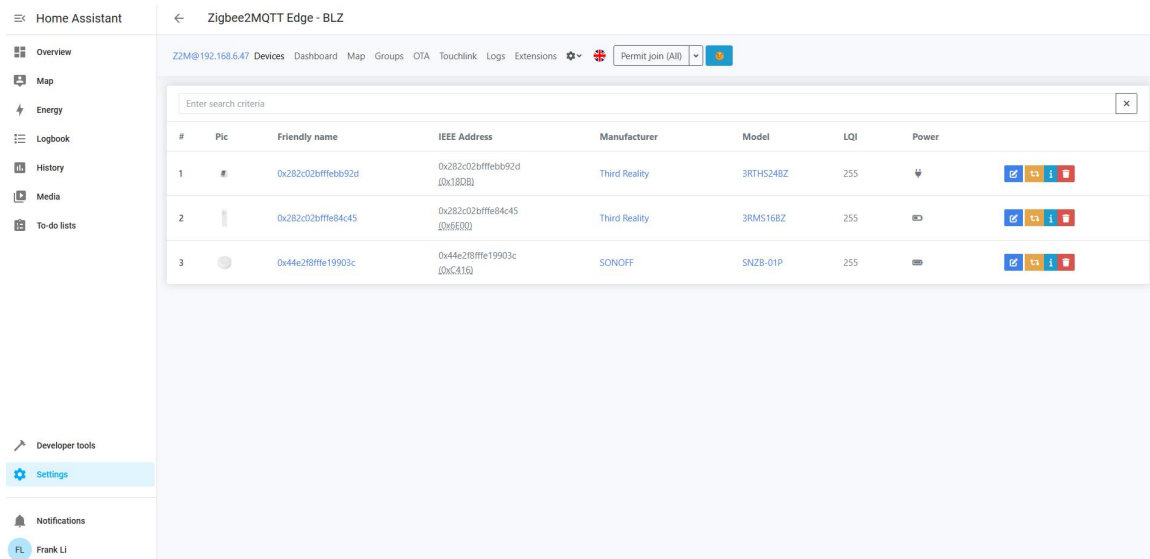 Home Assistant
Zigbee2MQTT Edge - BLZ
Overview
Map
Energy
Logbook
History
Media
To-do lists
Developer tools
Settings
Notifications
FL Frank Li
Z2M@192.168.6.47 Devices Dashboard Map Groups OTA Touchlink Logs Extensions Permit join (All)
Enter search criteria
# Pic Friendly name IEEE Address Manufacturer Model LQI Power
1 0x282c02bfffebb92d 0x282c02bfffebb92d Third Reality 3RTHS24BZ 255
(0x18DB)
2 0x282c02bfffe84c45 0x282c02bfffe84c45 Third Reality 3RMS16BZ 255
(0x6E00)
3 0x44e2f8fffe19903c 0x44e2f8fffe19903c SONOFF SNZB-01P 255
(0xC416)